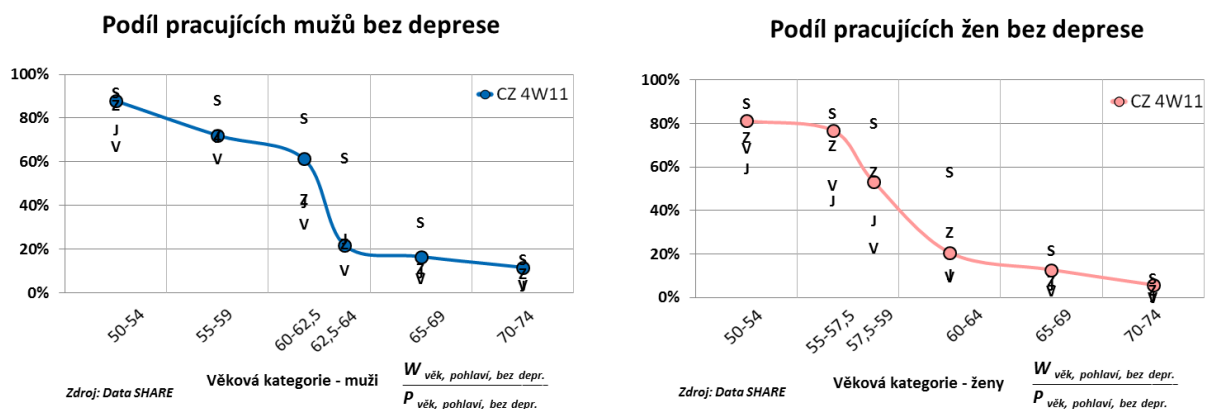 Podíl pracujících mužů bez deprese
100%
80%
60%
40%
20%
0%
CZ 4W11
S
Z
J
V
S
J
V
S
Z
J
V
S
J
V
S
Z
J
V
S
Z
V
J
50-54
55-59
60-62,5
62,5-64
65-69
70-74
Zdroj: Data SHARE
Věková kategorie - muži
W věk, pohlaví, bez depr.
P věk, pohlaví, bez depr.
Podíl pracujících žen bez deprese
100%
80%
60%
40%
20%
0%
CZ 4W11
S
Z
V
J
S
Z
V
J
S
Z
J
V
S
Z
J
V
S
Z
V
S
Z
V
50-54
55-57,5
57,5-59
60-64
65-69
70-74
Zdroj: Data SHARE
Věková kategorie - ženy
W věk, pohlaví, bez depr.
P věk, pohlaví, bez depr.